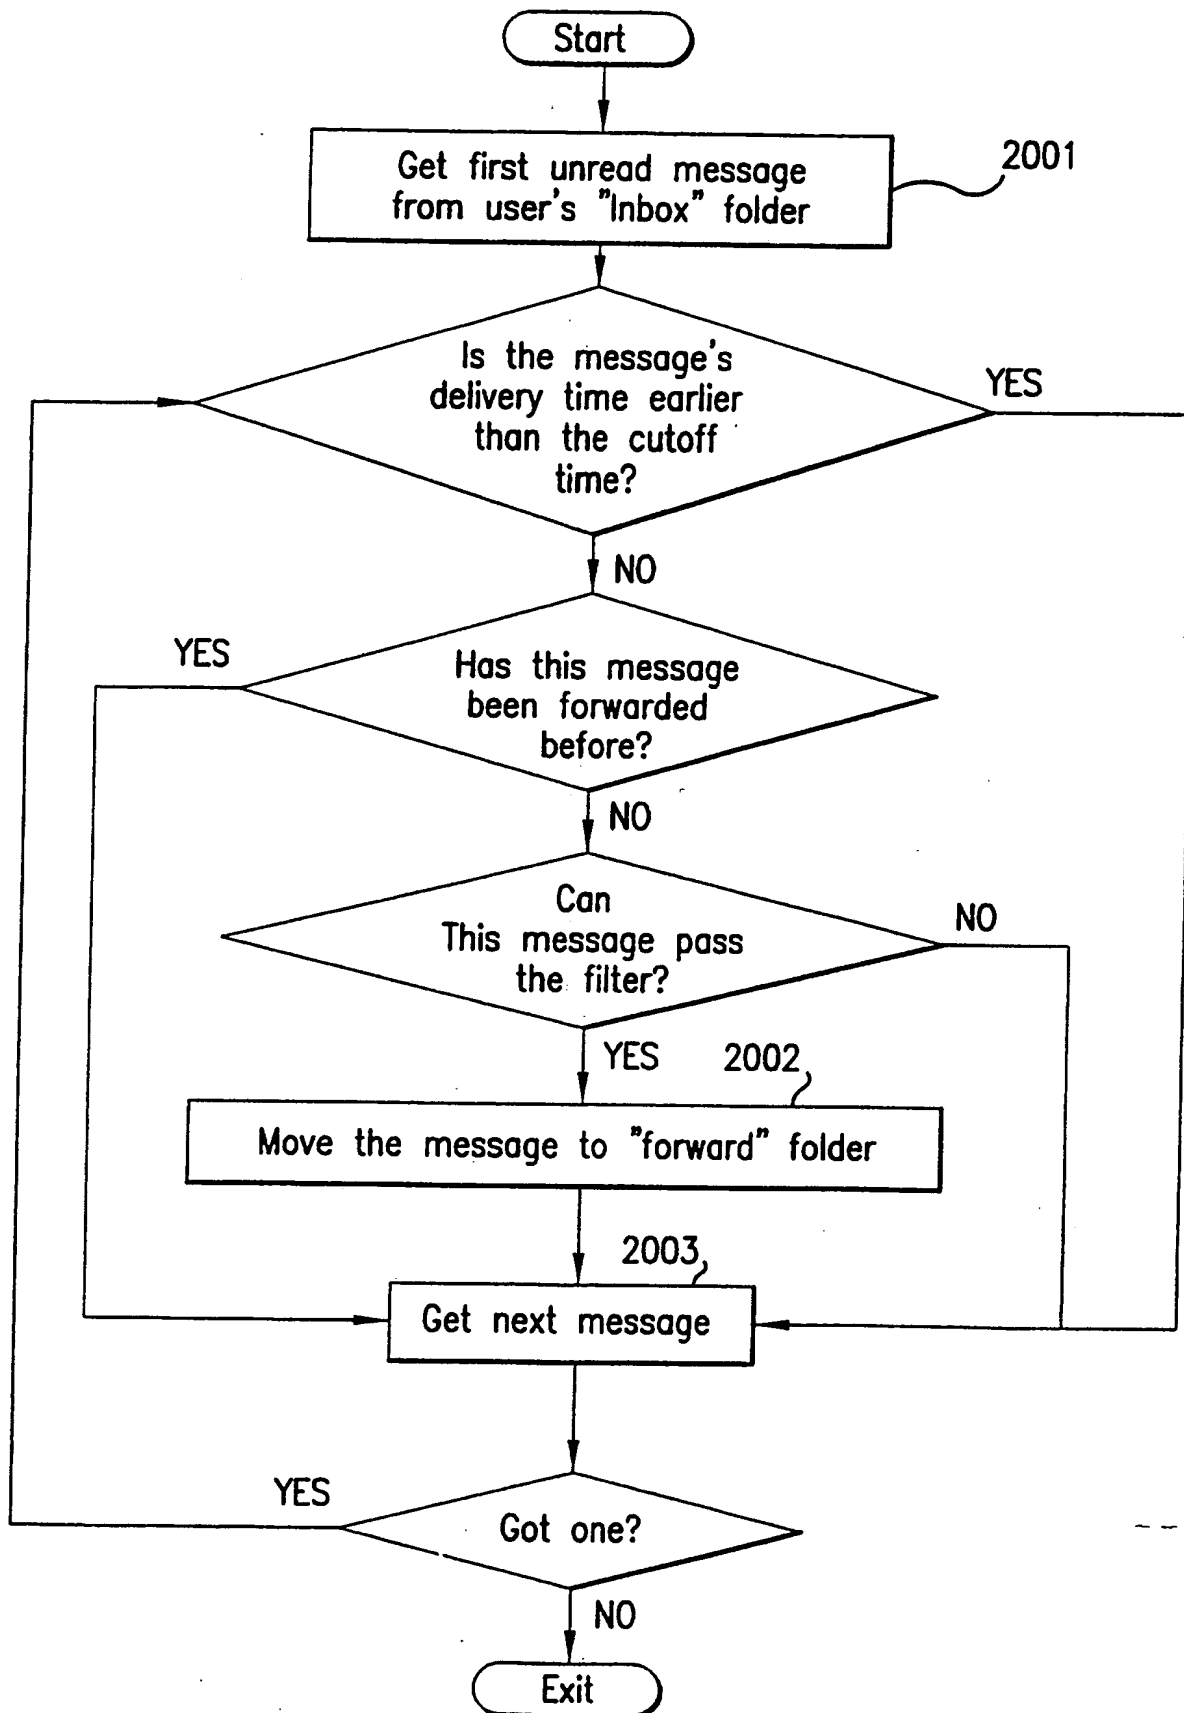 Start
Get first unread message
from user's "Inbox" folder
2001
Is the message's
delivery time earlier
than the cutoff
time?
YES
NO
YES
Has this message
been forwarded
before?
NO
Can
This message pass
the filter?
NO
YES
2002
Move the message to "forward" folder
2003
Get next message
YES
Got one?
NO
Exit